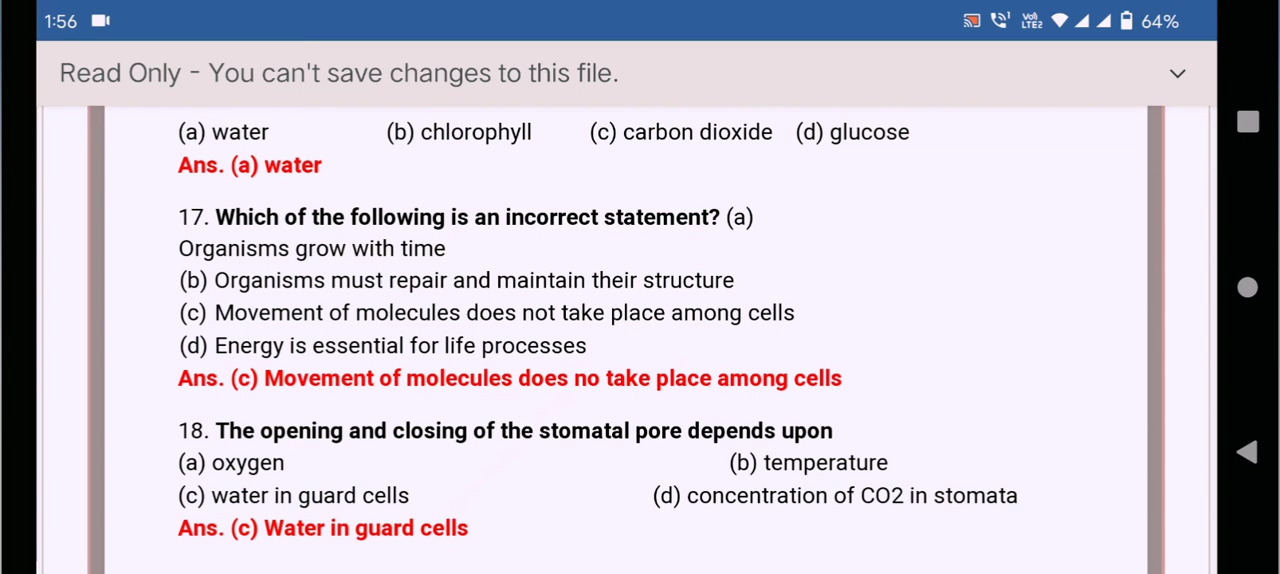 1:56
Vo)) LTE2 64%
Read Only - You can't save changes to this file.
(a) water (b) chlorophyll (c) carbon dioxide (d) glucose
Ans. (a) water
17. Which of the following is an incorrect statement? (a)
Organisms grow with time
(b) Organisms must repair and maintain their structure
(c) Movement of molecules does not take place among cells
(d) Energy is essential for life processes
Ans. (c) Movement of molecules does no take place among cells
18. The opening and closing of the stomatal pore depends upon
(a) oxygen (b) temperature
(c) water in guard cells (d) concentration of CO2 in stomata
Ans. (c) Water in guard cells